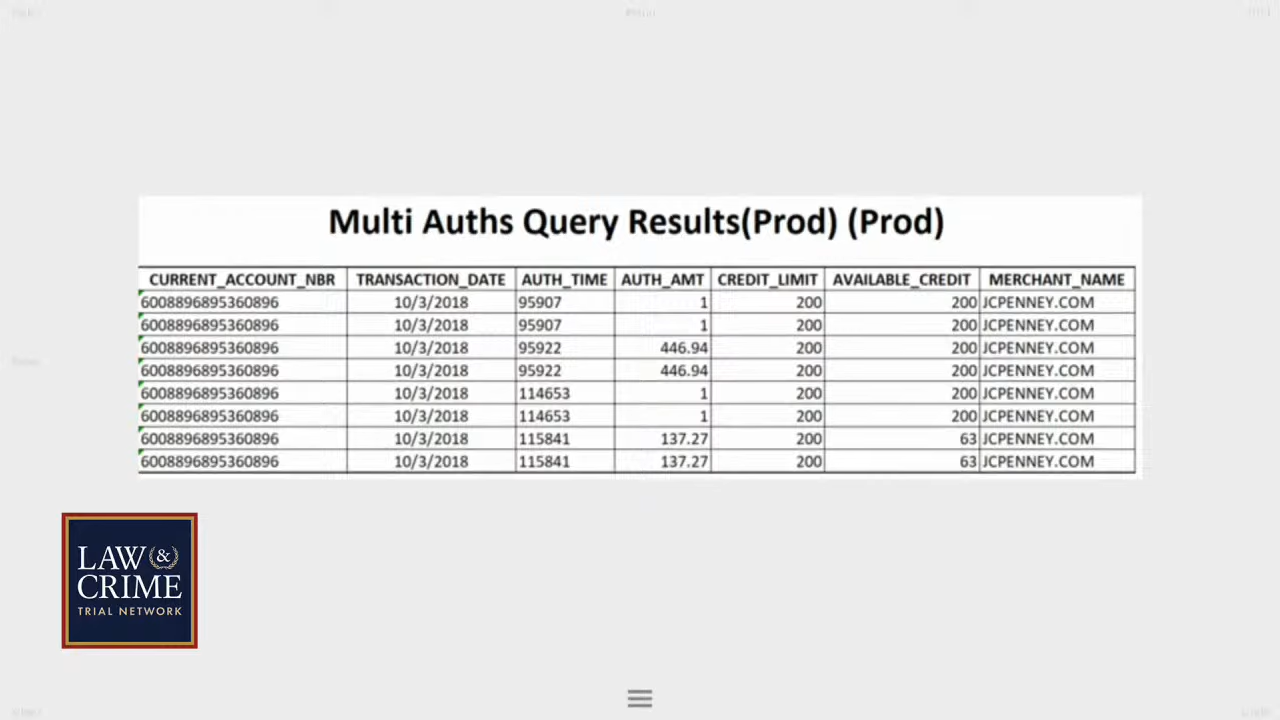 Multi Auths Query Results(Prod) (Prod)
CURRENT_ACCOUNT_NBR TRANSACTION_DATE AUTH_TIME AUTH_AMT CREDIT_LIMIT AVAILABLE_CREDIT MERCHANT_NAME
6008896895360896 10/3/2018 95907 1 200 200 JCPENNEY.COM
6008896895360896 10/3/2018 95907 1 200 200 JCPENNEY.COM
6008896895360896 10/3/2018 95922 446.94 200 200 JCPENNEY.COM
6008896895360896 10/3/2018 95922 446.94 200 200 JCPENNEY.COM
6008896895360896 10/3/2018 114653 1 200 200 JCPENNEY.COM
6008896895360896 10/3/2018 114653 1 200 200 JCPENNEY.COM
6008896895360896 10/3/2018 115841 137.27 200 63 JCPENNEY.COM
6008896895360896 10/3/2018 115841 137.27 200 63 JCPENNEY.COM
LAW &
CRIME
TRIAL NETWORK